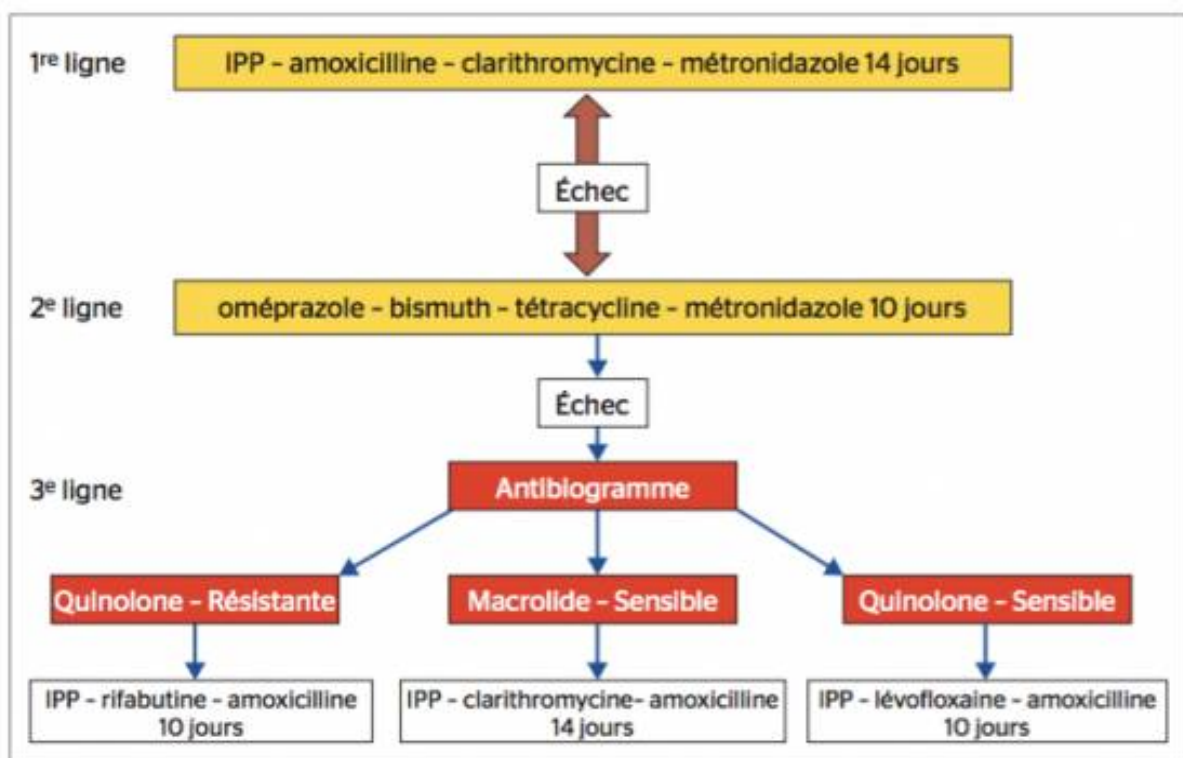 1re ligne
IPP - amoxicilline - clarithromycine - métronidazole 14 jours
Échec
2e ligne
oméprazole - bismuth - tétracycline - métronidazole 10 jours
Échec
3e ligne
Antibiogramme
Quinolone - Résistante
Macrolide - Sensible
Quinolone - Sensible
IPP - rifabutine - amoxicilline
10 jours
IPP - clarithromycine- amoxicilline
14 jours
IPP - lévofloxaine - amoxicilline
10 jours